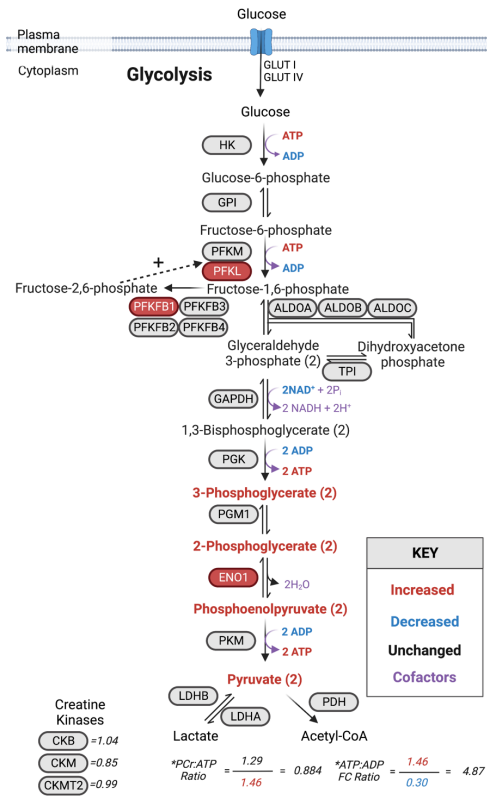 Glucose
Plasma
membrane
Cytoplasm
Glycolysis
GLUT I
GLUT IV
Glucose
HK
ATP
ADP
Glucose-6-phosphate
GPI
Fructose-6-phosphate
PFKM
PFKL
ATP
ADP
+
Fructose-2,6-phosphate
Fructose-1,6-phosphate
PFKFB1
PFKFB3
PFKFB2
PFKFB4
ALDOA
ALDOB
ALDOC
Glyceraldehyde
3-phosphate (2)
Dihydroxyacetone
phosphate
TPI
GAPDH
2NAD⁺ + 2Pᵢ
2 NADH + 2H⁺
1,3-Bisphosphoglycerate (2)
PGK
2 ADP
2 ATP
3-Phosphoglycerate (2)
PGM1
2-Phosphoglycerate (2)
ENO1
2H₂O
Phosphoenolpyruvate (2)
PKM
2 ADP
2 ATP
Pyruvate (2)
LDHB
LDHA
PDH
Lactate
Acetyl-CoA
KEY
Increased
Decreased
Unchanged
Cofactors
Creatine
Kinases
CKB =1.04
CKM =0.85
CKMT2 =0.99
*PCr:ATP
Ratio
1.29
1.46
= 0.884
*ATP:ADP
FC Ratio
1.46
0.30
= 4.87